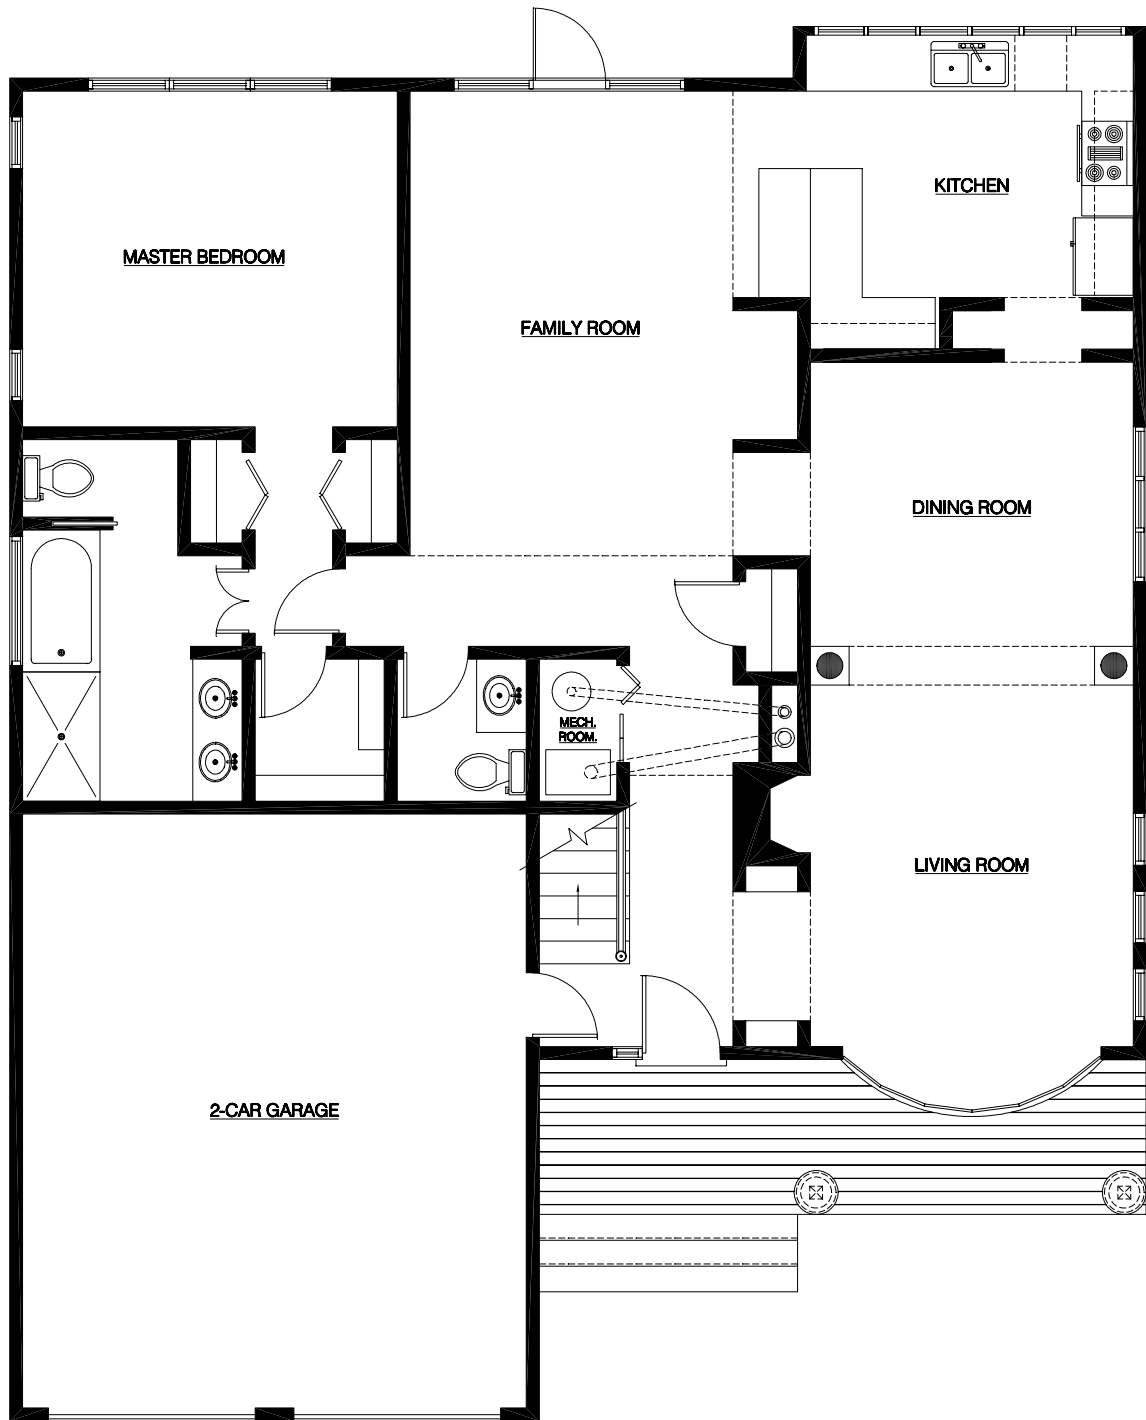 KITCHEN
MASTER BEDROOM
FAMILY ROOM
DINING ROOM
MECH.
ROOM.
LIVING ROOM
2-CAR GARAGE